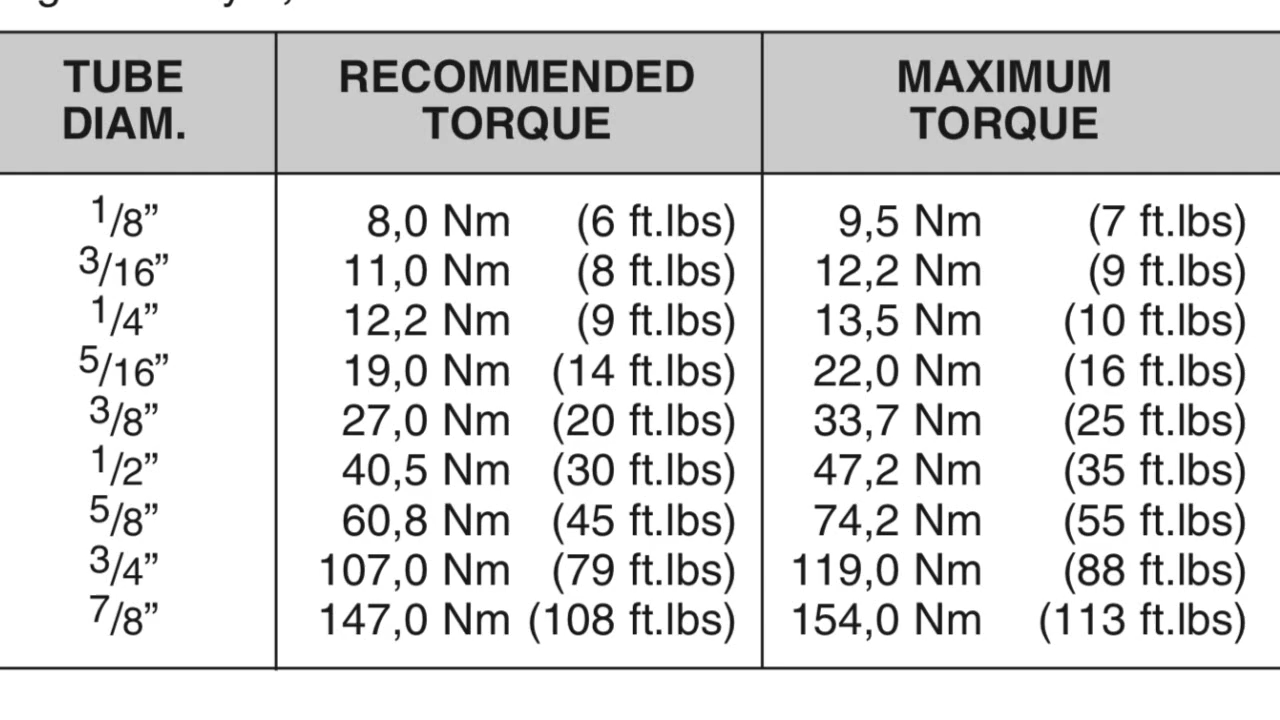 TUBE DIAM. RECOMMENDED TORQUE MAXIMUM TORQUE
1/8” 8,0 Nm (6 ft.lbs) 9,5 Nm (7 ft.lbs)
3/16” 11,0 Nm (8 ft.lbs) 12,2 Nm (9 ft.lbs)
1/4” 12,2 Nm (9 ft.lbs) 13,5 Nm (10 ft.lbs)
5/16” 19,0 Nm (14 ft.lbs) 22,0 Nm (16 ft.lbs)
3/8” 27,0 Nm (20 ft.lbs) 33,7 Nm (25 ft.lbs)
1/2” 40,5 Nm (30 ft.lbs) 47,2 Nm (35 ft.lbs)
5/8” 60,8 Nm (45 ft.lbs) 74,2 Nm (55 ft.lbs)
3/4” 107,0 Nm (79 ft.lbs) 119,0 Nm (88 ft.lbs)
7/8” 147,0 Nm (108 ft.lbs) 154,0 Nm (113 ft.lbs)